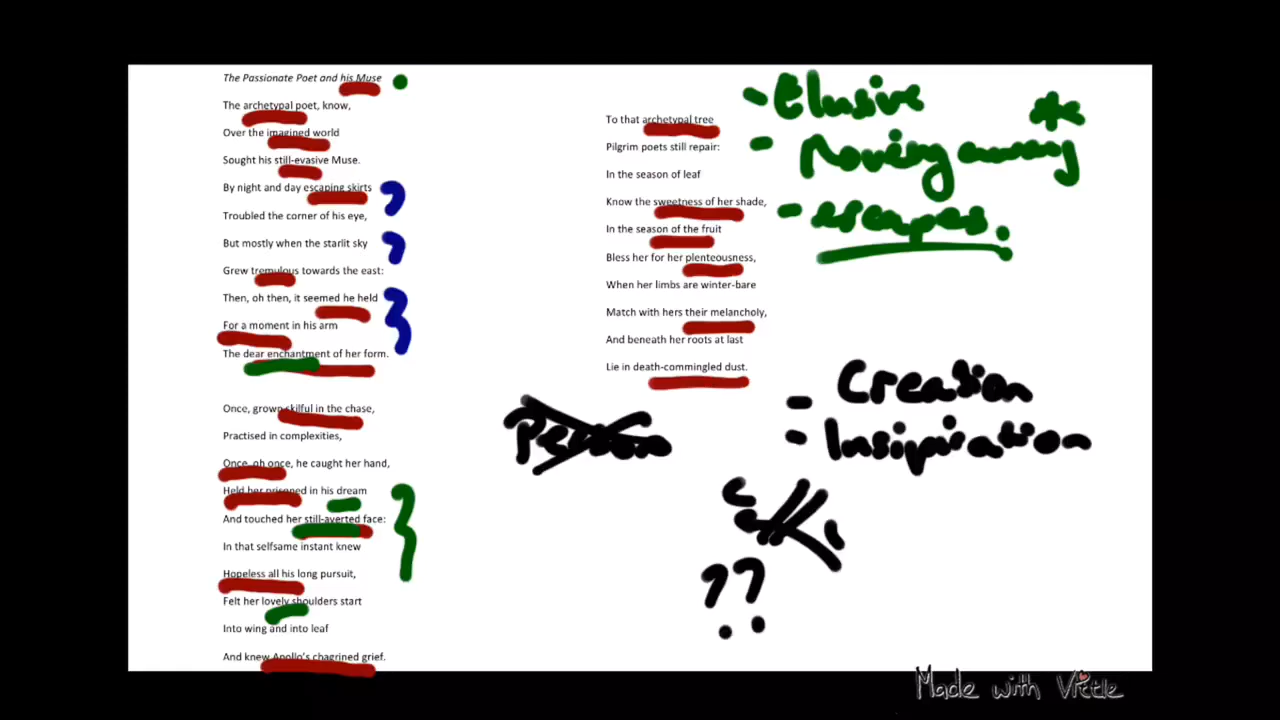 The Passionate Poet and his Muse
The archetypal poet, know,
Over the imagined world
Sought his still-evasive Muse.
By night and day escaping skirts
Troubled the corner of his eye,
But mostly when the starlit sky
Grew tremulous towards the east:
Then, oh then, it seemed he held
For a moment in his arm
The dear enchantment of her form.
Once, grown skilful in the chase,
Practised in complexities,
Once, oh once, he caught her hand,
Held her prisoned in his dream
And touched her still-averted face:
In that selfsame instant knew
Hopeless all his long pursuit,
Felt her lovely shoulders start
Into wing and into leaf
And knew Apollo's chagrined grief.
To that archetypal tree
Pilgrim poets still repair:
In the season of leaf
Know the sweetness of her shade,
In the season of the fruit
Bless her for her plenteousness,
When her limbs are winter-bare
Match with hers their melancholy,
And beneath her roots at last
Lie in death-commingled dust.
- Elusive
- Moving away
- escapes.
Person
- Creation
- Insipiration
??
Made with Vittle